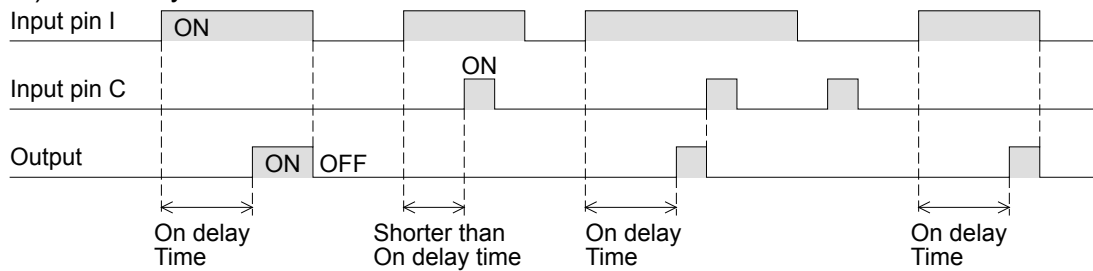 Input pin I
ON
ON
Input pin C
Output
ON
OFF
On delay
Time
Shorter than
On delay time
On delay
Time
On delay
Time